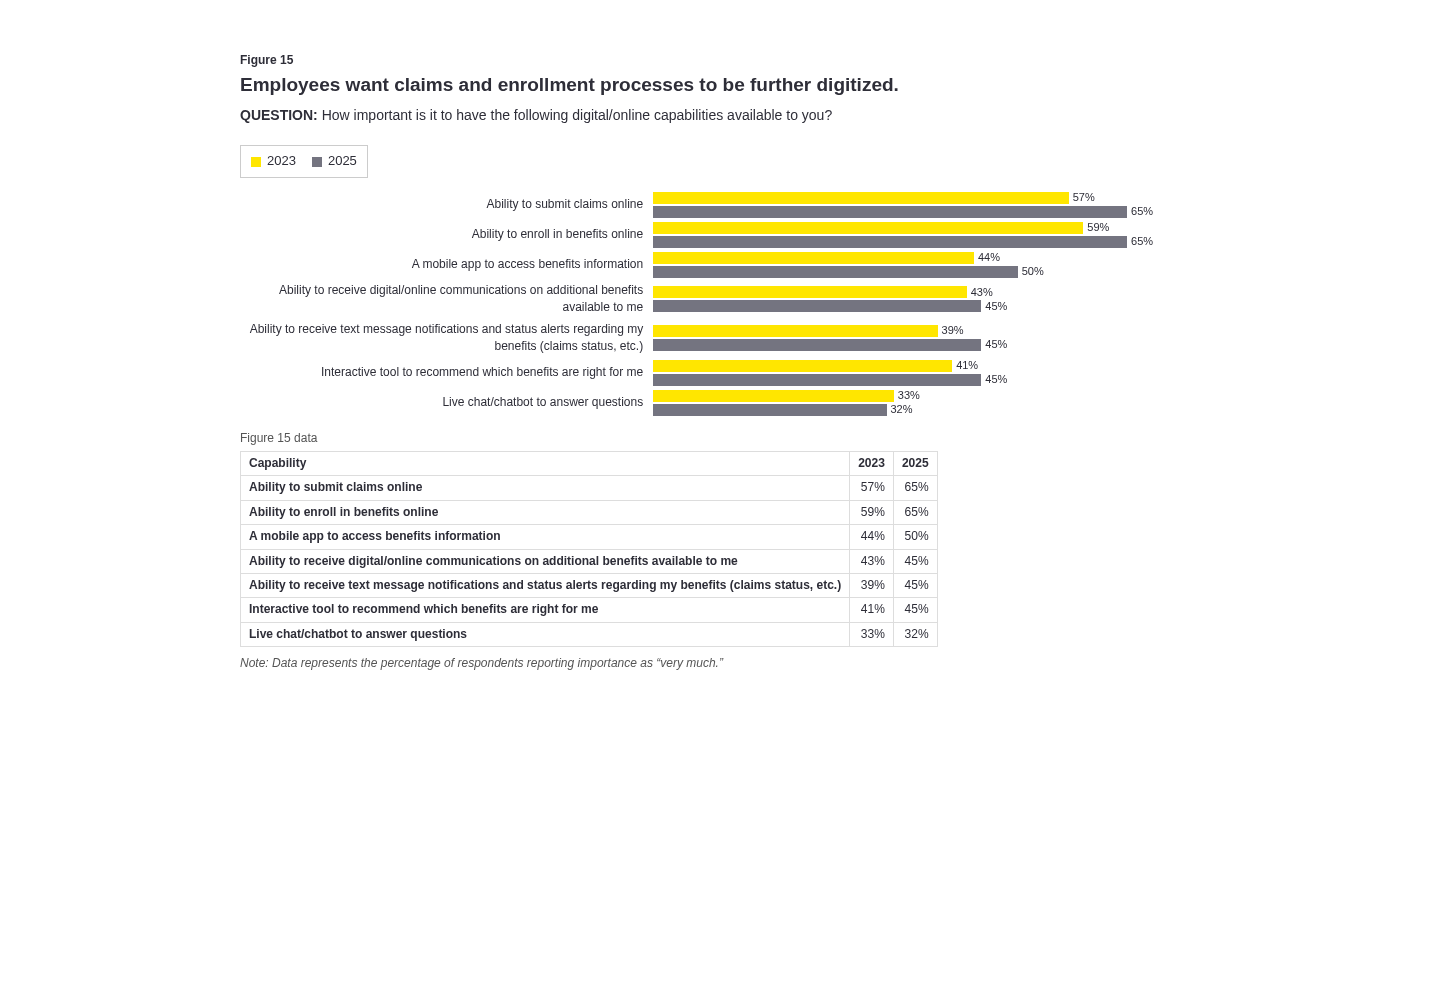 Figure 15
Employees want claims and enrollment processes to be further digitized.
QUESTION: How important is it to have the following digital/online capabilities available to you?
2023 2025
Ability to submit claims online 57%
65%
Ability to enroll in benefits online 59%
65%
A mobile app to access benefits information 44%
50%
Ability to receive digital/online communications on additional benefits 43%
available to me 45%
Ability to receive text message notifications and status alerts regarding my 39%
benefits (claims status, etc.) 45%
Interactive tool to recommend which benefits are right for me 41%
45%
Live chat/chatbot to answer questions 33%
32%
Figure 15 data
Capability 2023 2025
Ability to submit claims online 57% 65%
Ability to enroll in benefits online 59% 65%
A mobile app to access benefits information 44% 50%
Ability to receive digital/online communications on additional benefits available to me 43% 45%
Ability to receive text message notifications and status alerts regarding my benefits (claims status, etc.) 39% 45%
Interactive tool to recommend which benefits are right for me 41% 45%
Live chat/chatbot to answer questions 33% 32%
Note: Data represents the percentage of respondents reporting importance as “very much.”